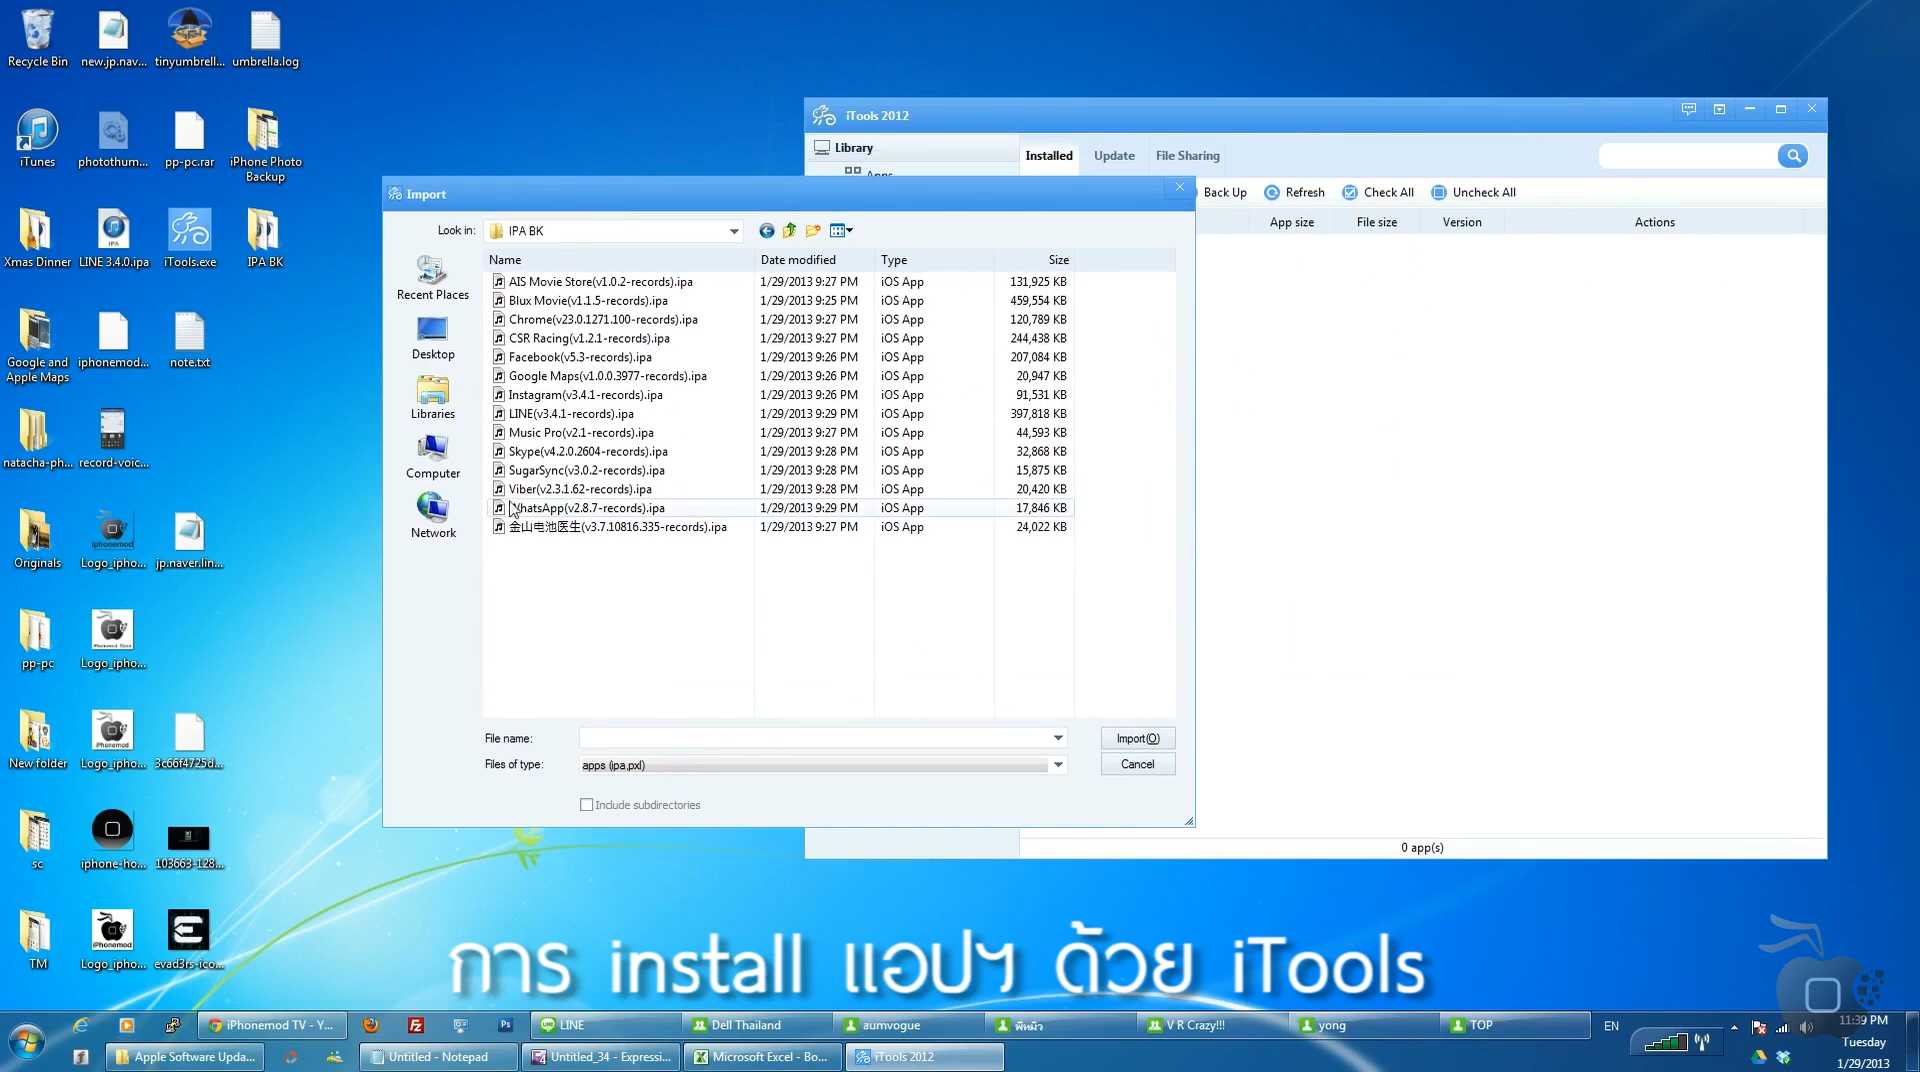 Recycle Bin
new.jp.nav...
tinyumbrell...
umbrella.log
iTunes
photothum...
pp-pc.rar
iPhone Photo
Backup
Xmas Dinner
LINE 3.4.0.ipa
iTools.exe
IPA BK
Google and
Apple Maps
iphonemod...
note.txt
natacha-ph...
record-voic...
Originals
Logo_ipho...
jp.naver.lin...
pp-pc
Logo_ipho...
New folder
Logo_ipho...
3c66f4725d...
sc
iphone-ho...
103663-128...
TM
Logo_ipho...
evad3rs-ico...
iTools 2012
Library
Apps
Installed
Update
File Sharing
Back Up
Refresh
Check All
Uncheck All
App size
File size
Version
Actions
0 app(s)
Import
Look in:
IPA BK
Recent Places
Desktop
Libraries
Computer
Network
Name Date modified Type Size
AIS Movie Store(v1.0.2-records).ipa 1/29/2013 9:27 PM iOS App 131,925 KB
Blux Movie(v1.1.5-records).ipa 1/29/2013 9:25 PM iOS App 459,554 KB
Chrome(v23.0.1271.100-records).ipa 1/29/2013 9:27 PM iOS App 120,789 KB
CSR Racing(v1.2.1-records).ipa 1/29/2013 9:27 PM iOS App 244,438 KB
Facebook(v5.3-records).ipa 1/29/2013 9:26 PM iOS App 207,084 KB
Google Maps(v1.0.0.3977-records).ipa 1/29/2013 9:26 PM iOS App 20,947 KB
Instagram(v3.4.1-records).ipa 1/29/2013 9:26 PM iOS App 91,531 KB
LINE(v3.4.1-records).ipa 1/29/2013 9:29 PM iOS App 397,818 KB
Music Pro(v2.1-records).ipa 1/29/2013 9:27 PM iOS App 44,593 KB
Skype(v4.2.0.2604-records).ipa 1/29/2013 9:28 PM iOS App 32,868 KB
SugarSync(v3.0.2-records).ipa 1/29/2013 9:28 PM iOS App 15,875 KB
Viber(v2.3.1.62-records).ipa 1/29/2013 9:28 PM iOS App 20,420 KB
WhatsApp(v2.8.7-records).ipa 1/29/2013 9:29 PM iOS App 17,846 KB
金山电池医生(v3.7.10816.335-records).ipa 1/29/2013 9:27 PM iOS App 24,022 KB
File name:
Import(O)
Files of type:
apps (ipa,pxl)
Cancel
Include subdirectories
การ install แอปฯ ด้วย iTools
iPhonemod TV - Y...
LINE
Dell Thailand
aumvogue
พี่หมิว
V R Crazy!!!
yong
TOP
EN
11:39 PM
Tuesday
1/29/2013
Apple Software Upda...
Untitled - Notepad
Untitled_34 - Expressi...
Microsoft Excel - Bo...
iTools 2012